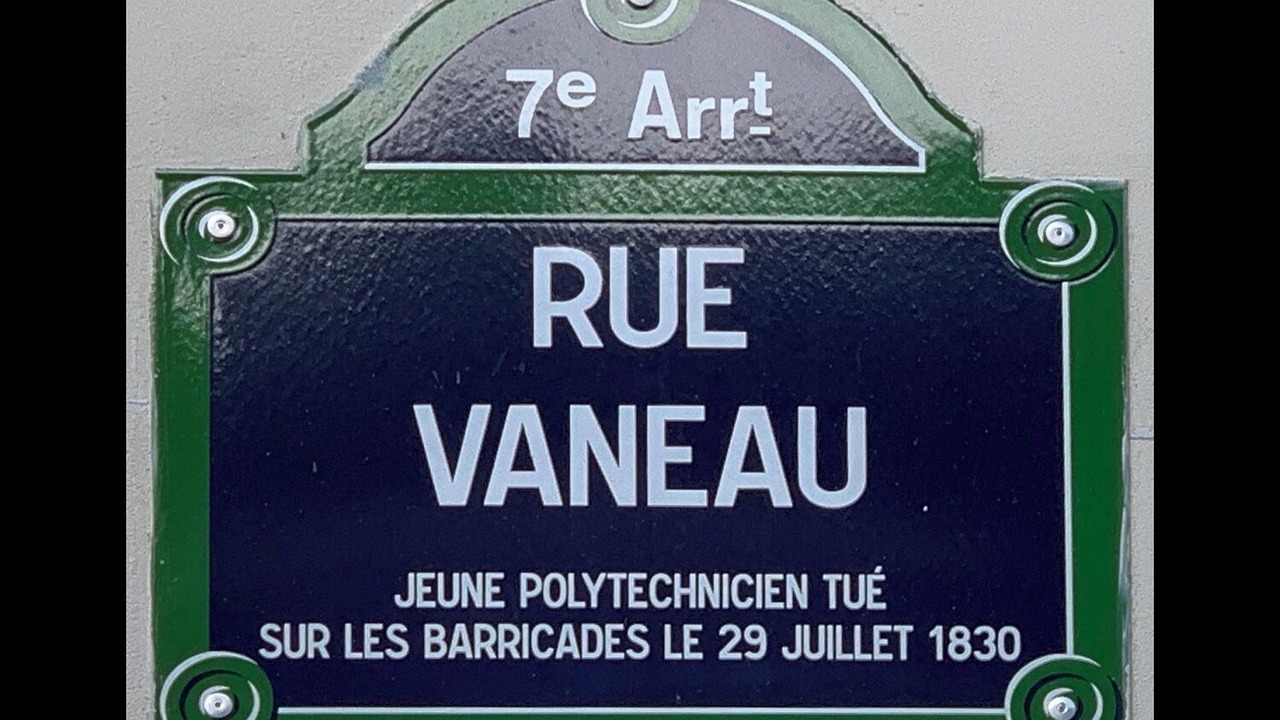 7e Arrt
RUE
VANEAU
JEUNE POLYTECHNICIEN TUÉ
SUR LES BARRICADES LE 29 JUILLET 1830